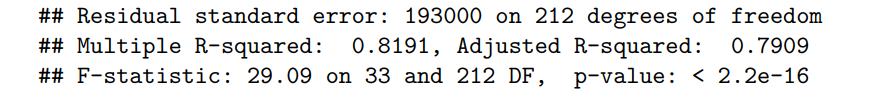 ## Residual standard error: 193000 on 212 degrees of freedom
## Multiple R-squared:  0.8191, Adjusted R-squared:  0.7909
## F-statistic: 29.09 on 33 and 212 DF,  p-value: < 2.2e-16